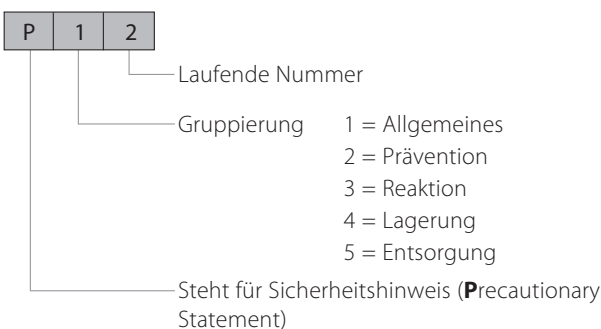 P 1 2
Laufende Nummer
Gruppierung 1 = Allgemeines
2 = Prävention
3 = Reaktion
4 = Lagerung
5 = Entsorgung
Steht für Sicherheitshinweis (Precautionary
Statement)